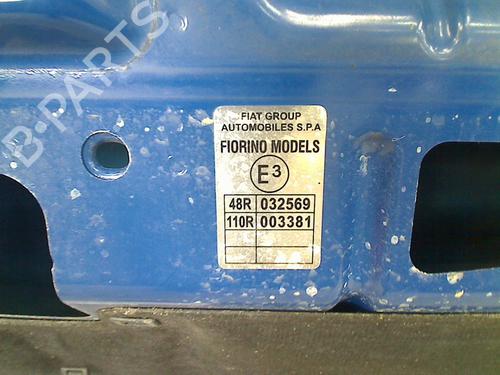 B-PARTS
FIAT GROUP
AUTOMOBILES S.P.A
FIORINO MODELS
E3
48R 032569
110R 003381